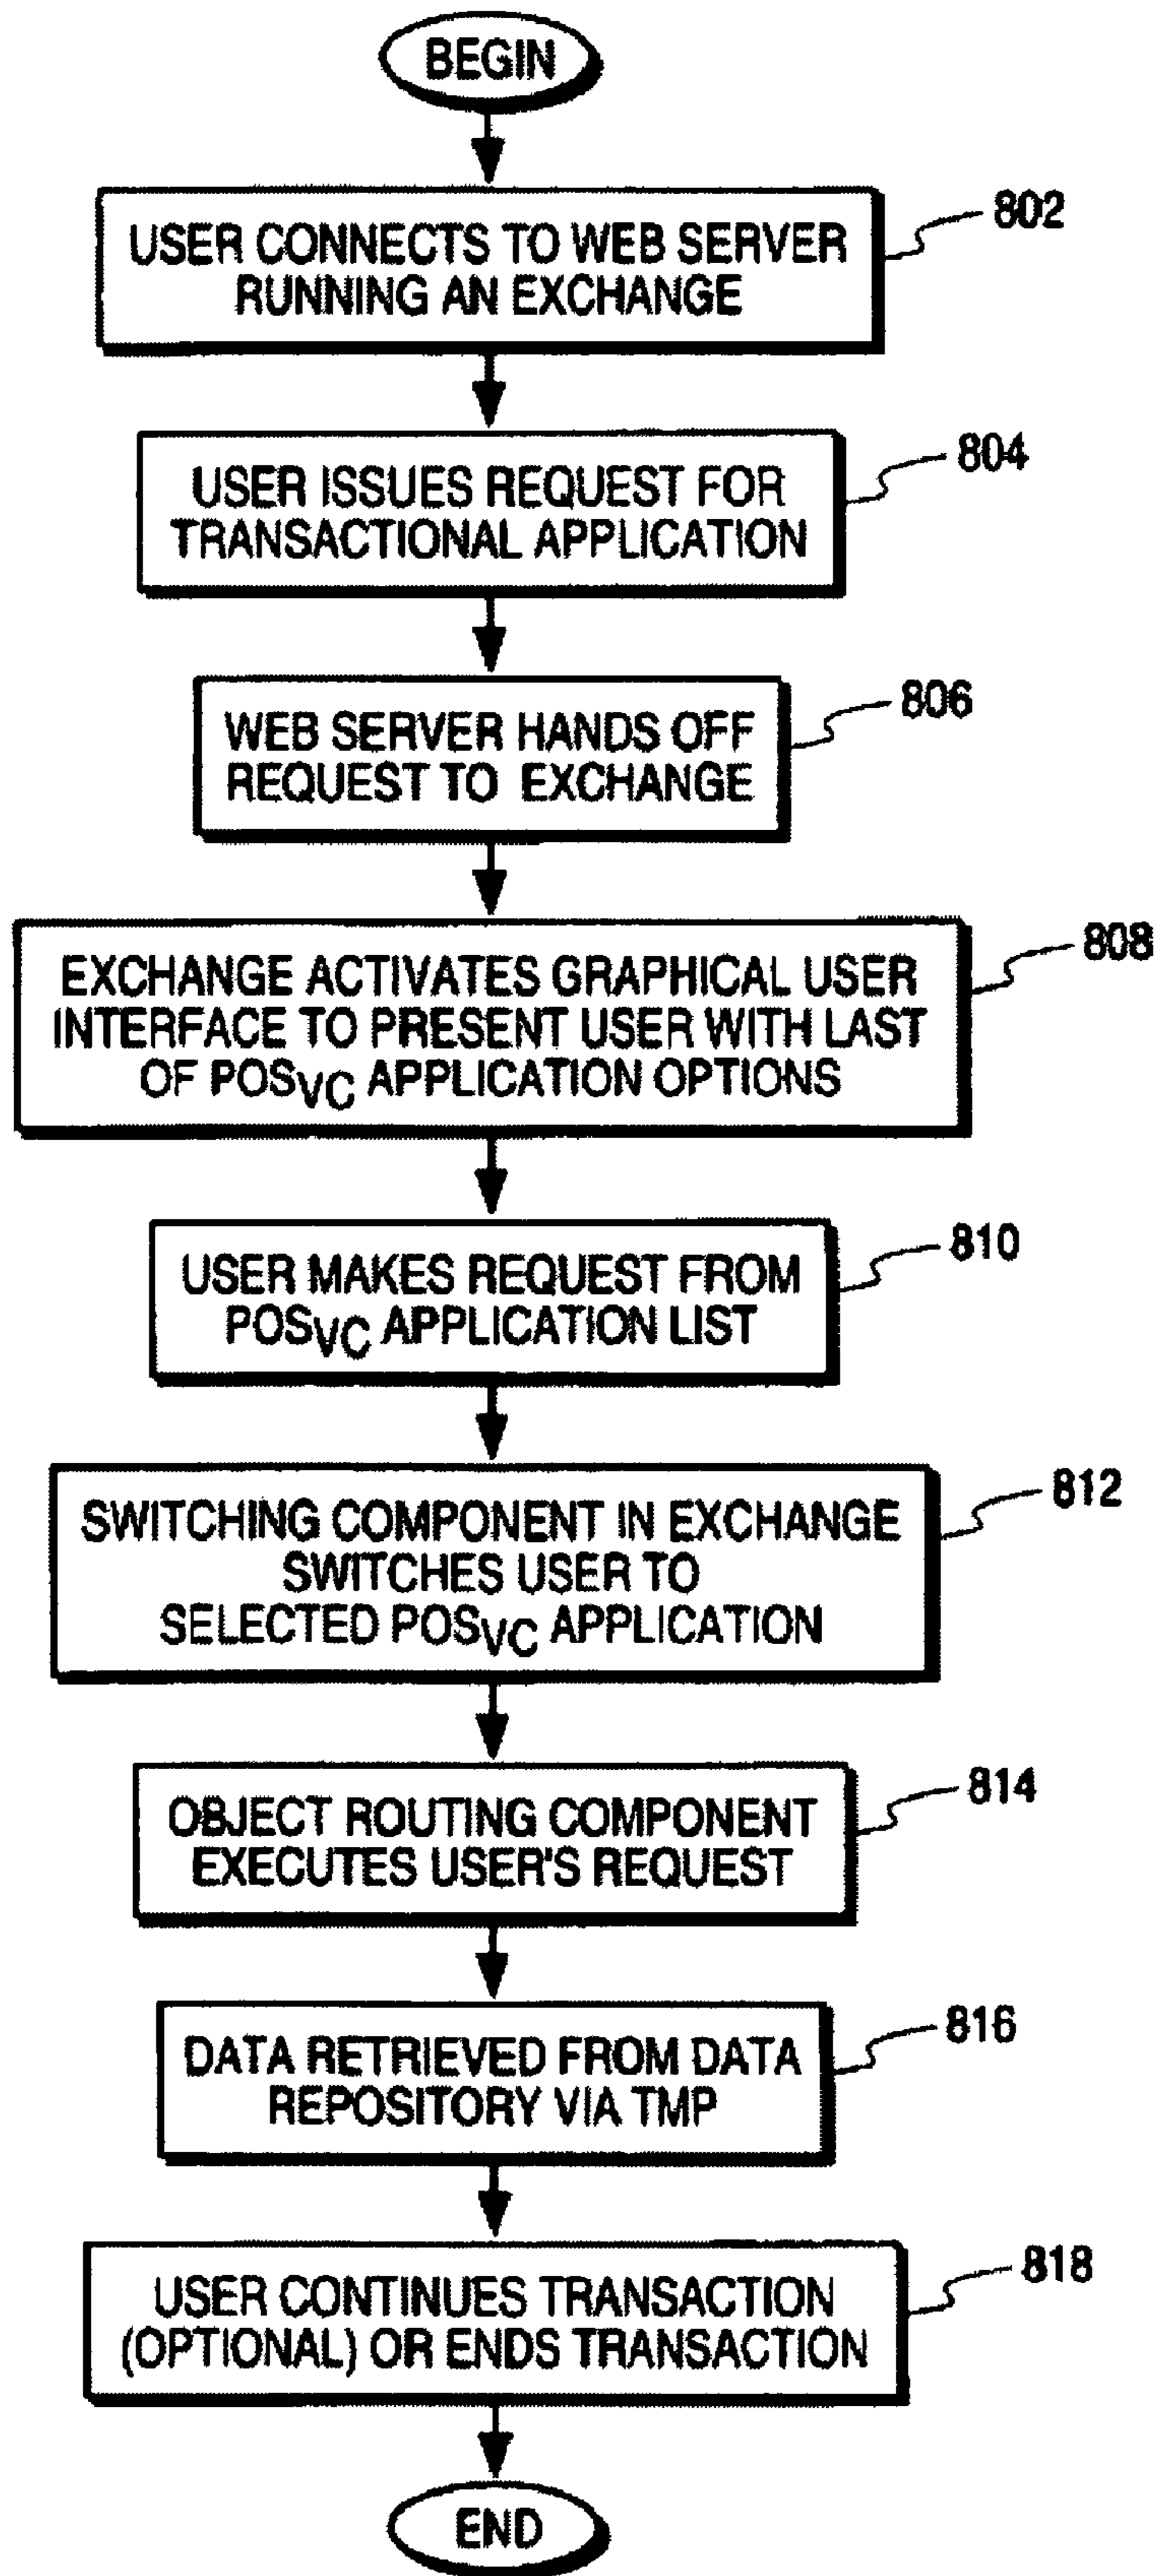 BEGIN
USER CONNECTS TO WEB SERVER
RUNNING AN EXCHANGE
802
USER ISSUES REQUEST FOR
TRANSACTIONAL APPLICATION
804
WEB SERVER HANDS OFF
REQUEST TO EXCHANGE
806
EXCHANGE ACTIVATES GRAPHICAL USER
INTERFACE TO PRESENT USER WITH LAST
OF POSVC APPLICATION OPTIONS
808
USER MAKES REQUEST FROM
POSVC APPLICATION LIST
810
SWITCHING COMPONENT IN EXCHANGE
SWITCHES USER TO
SELECTED POSVC APPLICATION
812
OBJECT ROUTING COMPONENT
EXECUTES USER'S REQUEST
814
DATA RETRIEVED FROM DATA
REPOSITORY VIA TMP
816
USER CONTINUES TRANSACTION
(OPTIONAL) OR ENDS TRANSACTION
818
END